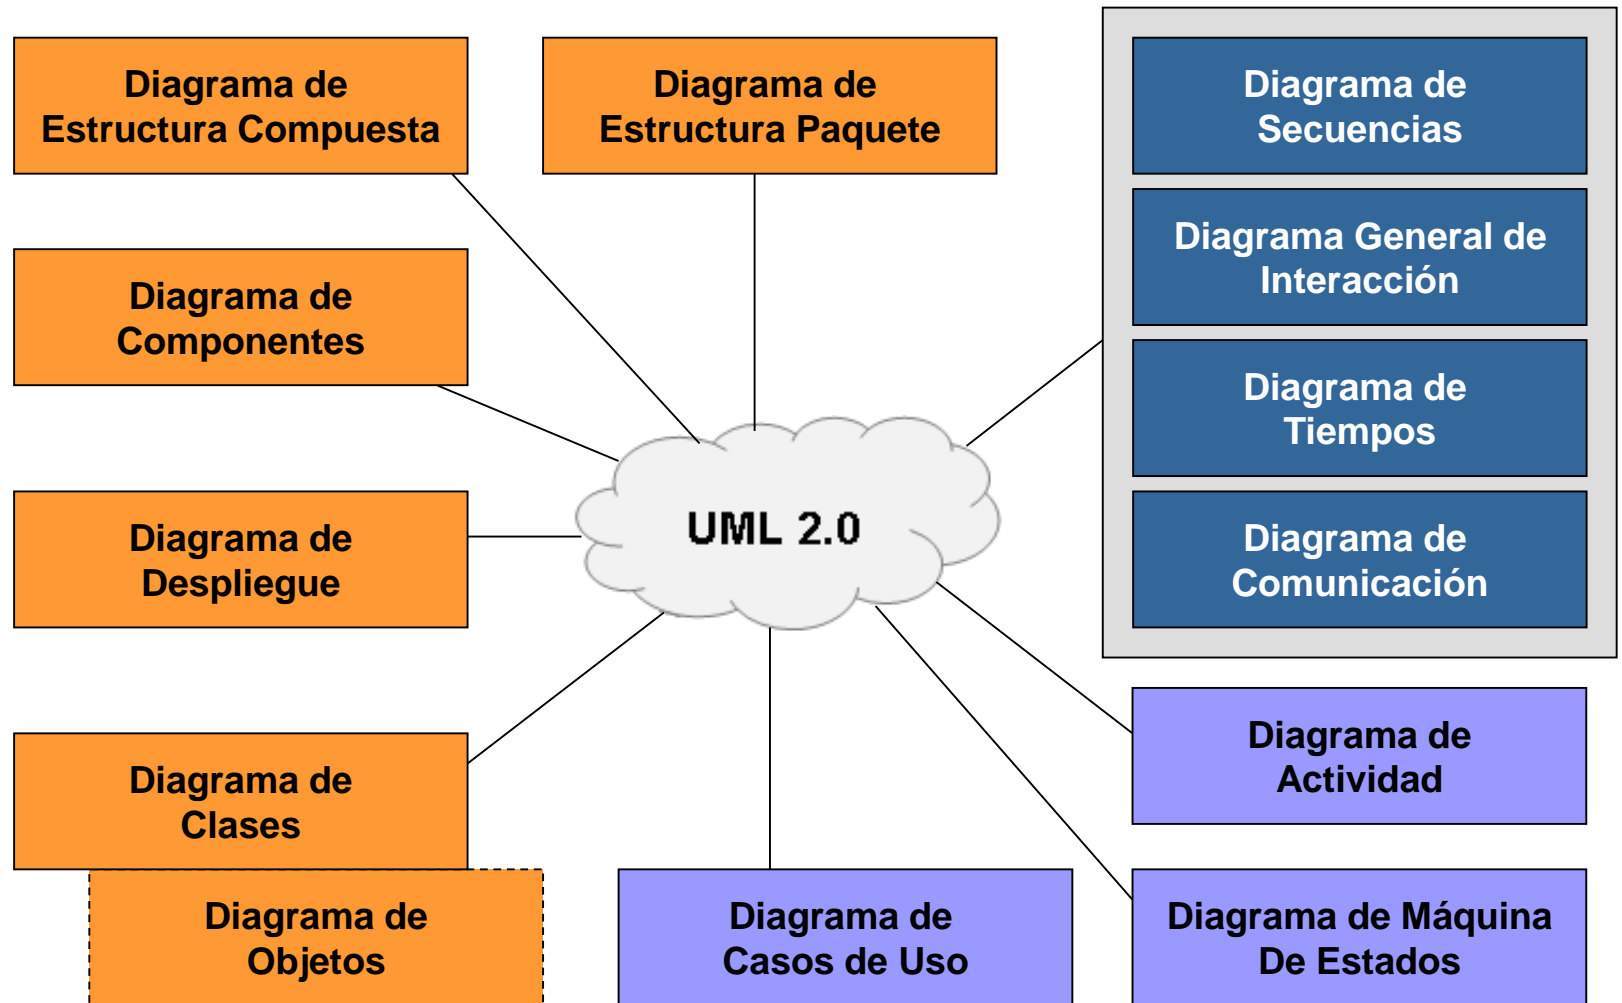 Diagrama de
Estructura Compuesta
Diagrama de
Estructura Paquete
Diagrama de
Secuencias
Diagrama General de
Interacción
Diagrama de
Componentes
Diagrama de
Tiempos
UML 2.0
Diagrama de
Despliegue
Diagrama de
Comunicación
Diagrama de
Clases
Diagrama de
Actividad
Diagrama de
Objetos
Diagrama de
Casos de Uso
Diagrama de Máquina
De Estados